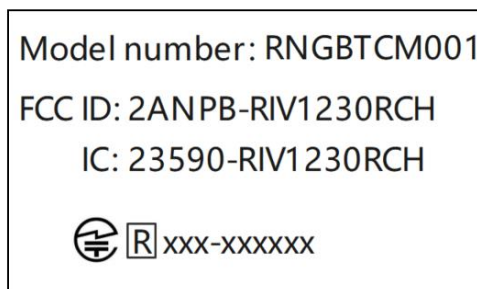 Model number: RNGBTCM001
FCC ID: 2ANPB-RIV1230RCH
IC: 23590-RIV1230RCH
R xxx-xxxxxx